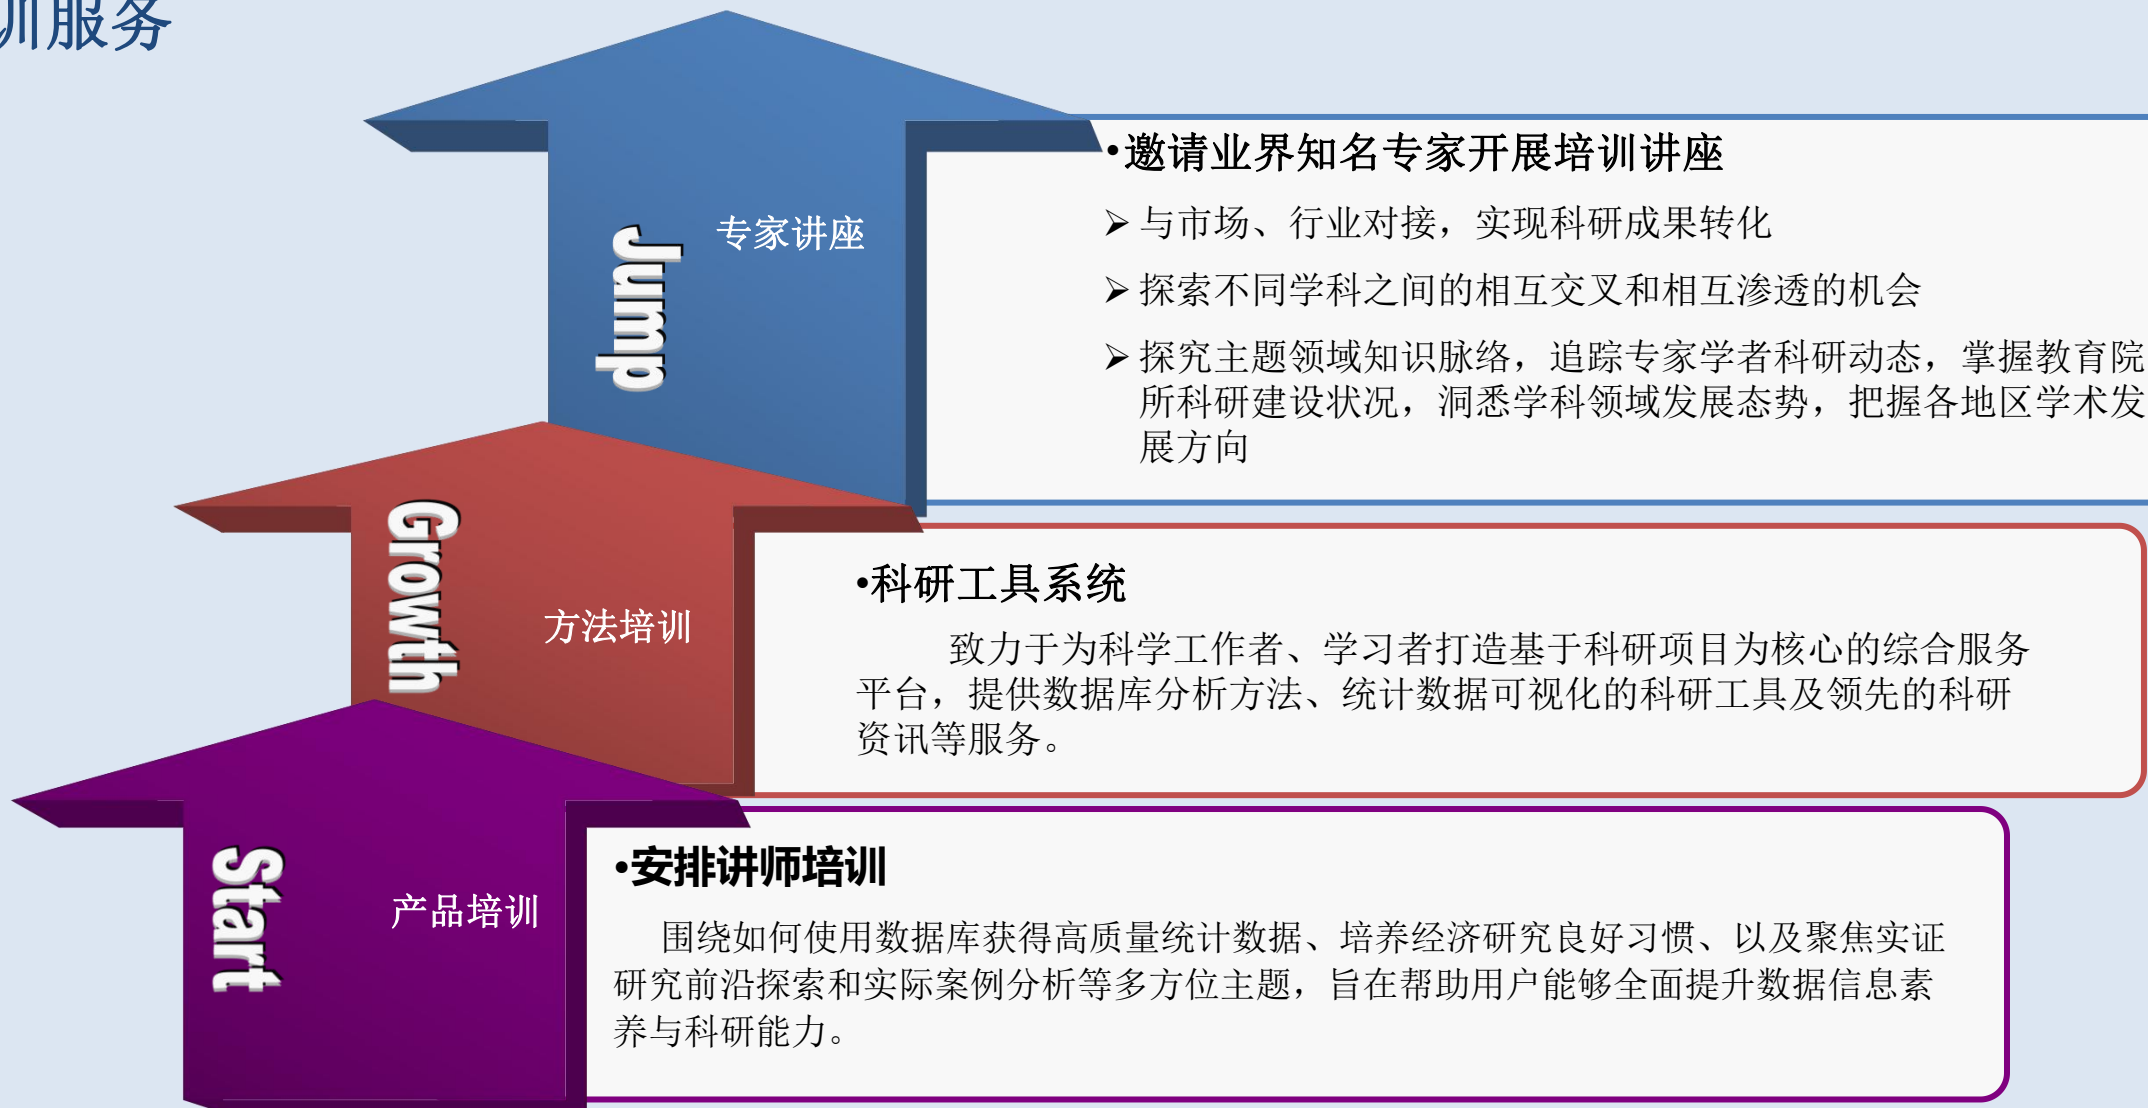 训服务
Jump
专家讲座
•邀请业界知名专家开展培训讲座
➢与市场、行业对接，实现科研成果转化
➢探索不同学科之间的相互交叉和相互渗透的机会
➢探究主题领域知识脉络，追踪专家学者科研动态，掌握教育院
所科研建设状况，洞悉学科领域发展态势，把握各地区学术发
展方向
Growth
方法培训
•科研工具系统
致力于为科学工作者、学习者打造基于科研项目为核心的综合服务
平台，提供数据库分析方法、统计数据可视化的科研工具及领先的科研
资讯等服务。
Start
产品培训
•安排讲师培训
围绕如何使用数据库获得高质量统计数据、培养经济研究良好习惯、以及聚焦实证
研究前沿探索和实际案例分析等多方位主题，旨在帮助用户能够全面提升数据信息素
养与科研能力。